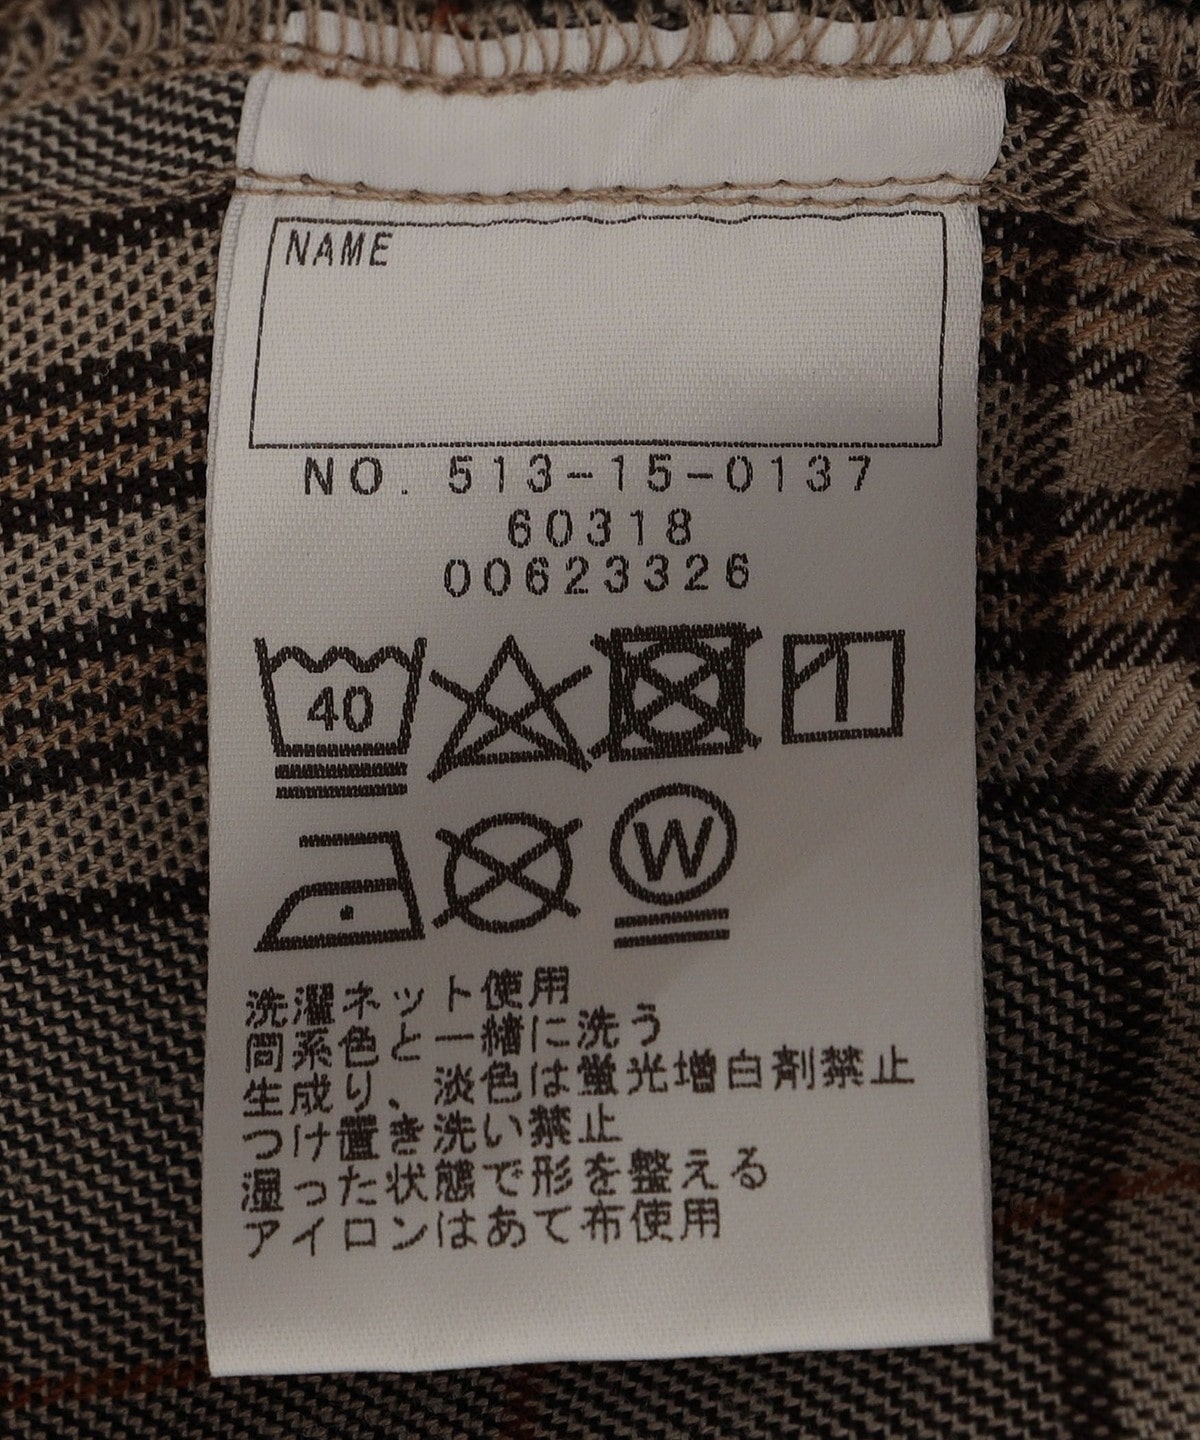 NAME
NO. 513-15-0137
60318
00623326
40
W
洗濯ネット使用
同系色と一緒に洗う
生成り、淡色は蛍光増白剤禁止
つけ置き洗い禁止
湿った状態で形を整える
アイロンはあて布使用